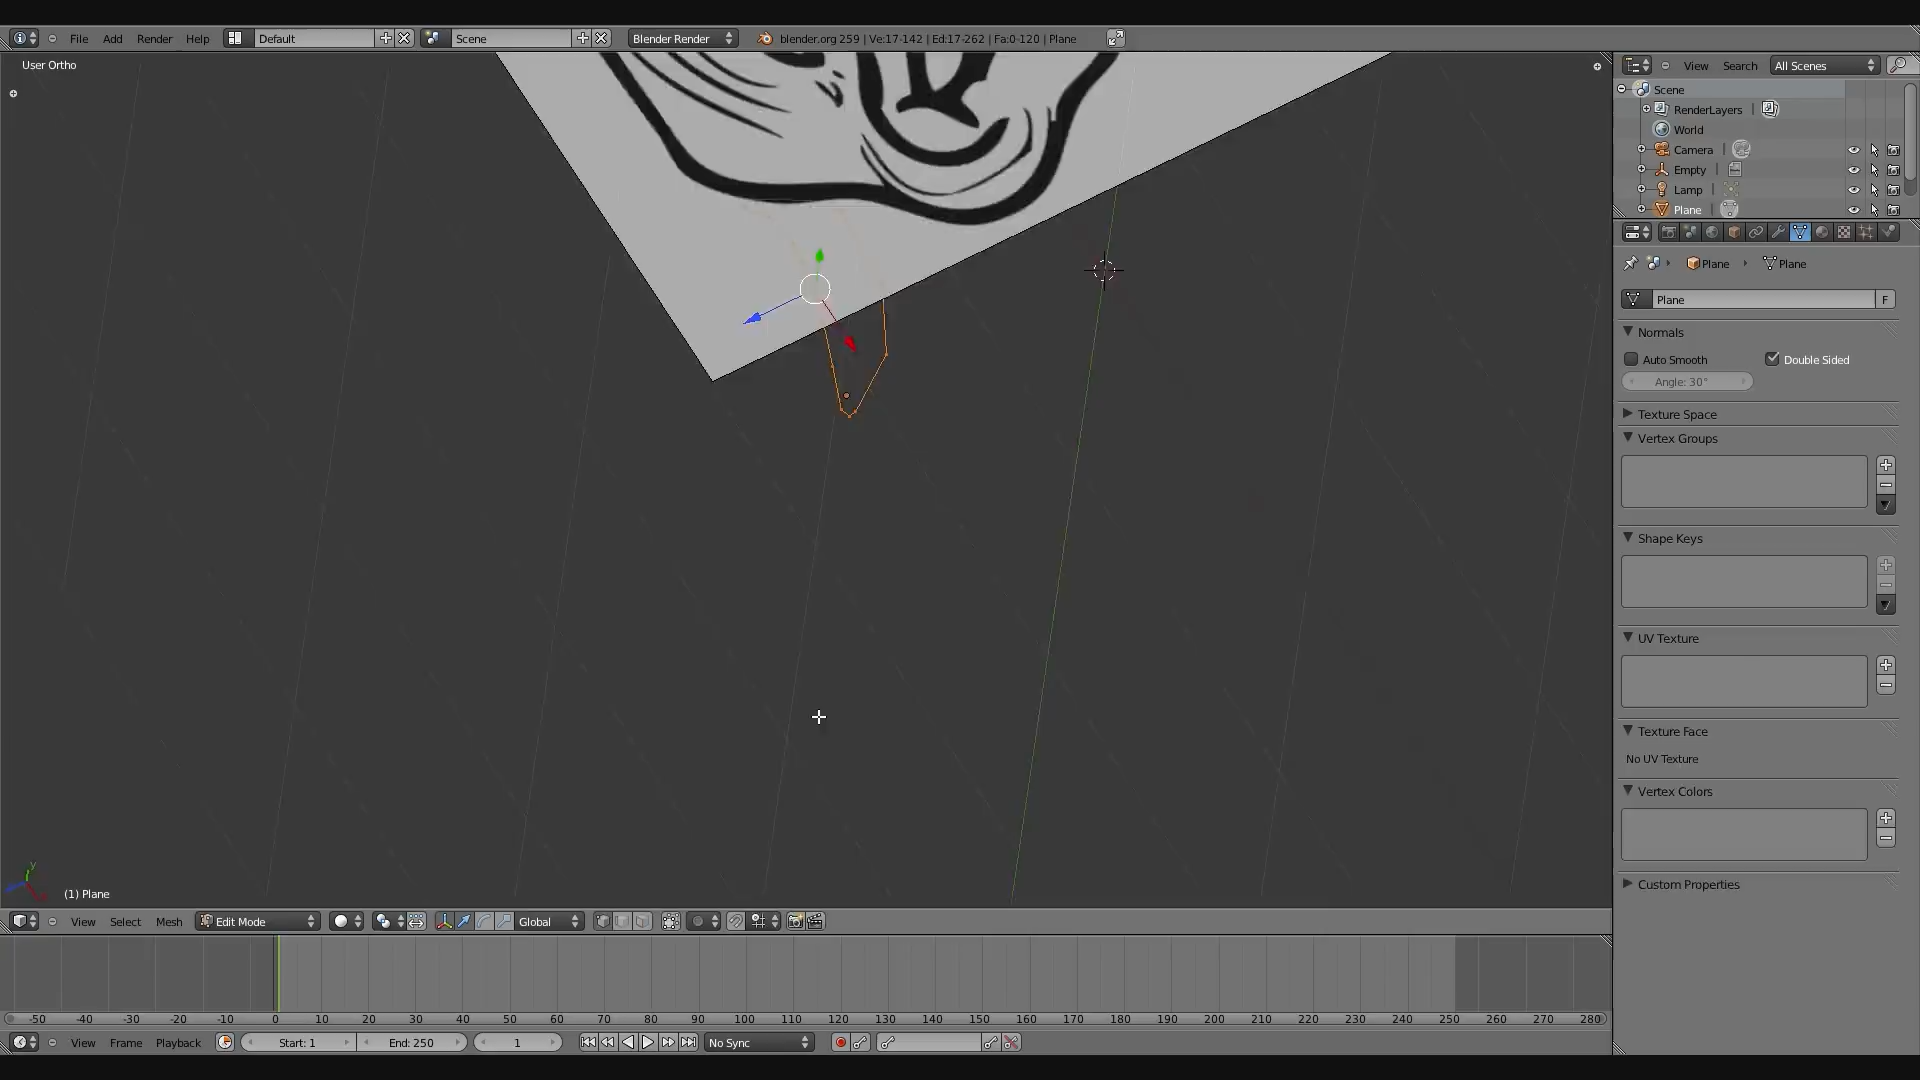 File Add Render Help Default Scene Blender Render blender.org 259 | Ve:17-142 | Ed:17-262 | Fa:0-120 | Plane
User Ortho
View Search All Scenes
Scene
RenderLayers
World
Camera
Empty
Lamp
Plane
Plane Plane
Plane F
Normals
Auto Smooth Double Sided
Angle: 30°
Texture Space
Vertex Groups
Shape Keys
UV Texture
Texture Face
No UV Texture
Vertex Colors
Custom Properties
y
(1) Plane
View Select Mesh Edit Mode Global
-50 -40 -30 -20 -10 0 10 20 30 40 50 60 70 80 90 100 110 120 130 140 150 160 170 180 190 200 210 220 230 240 250 260 270 280
View Frame Playback Start: 1 End: 250 1 No Sync